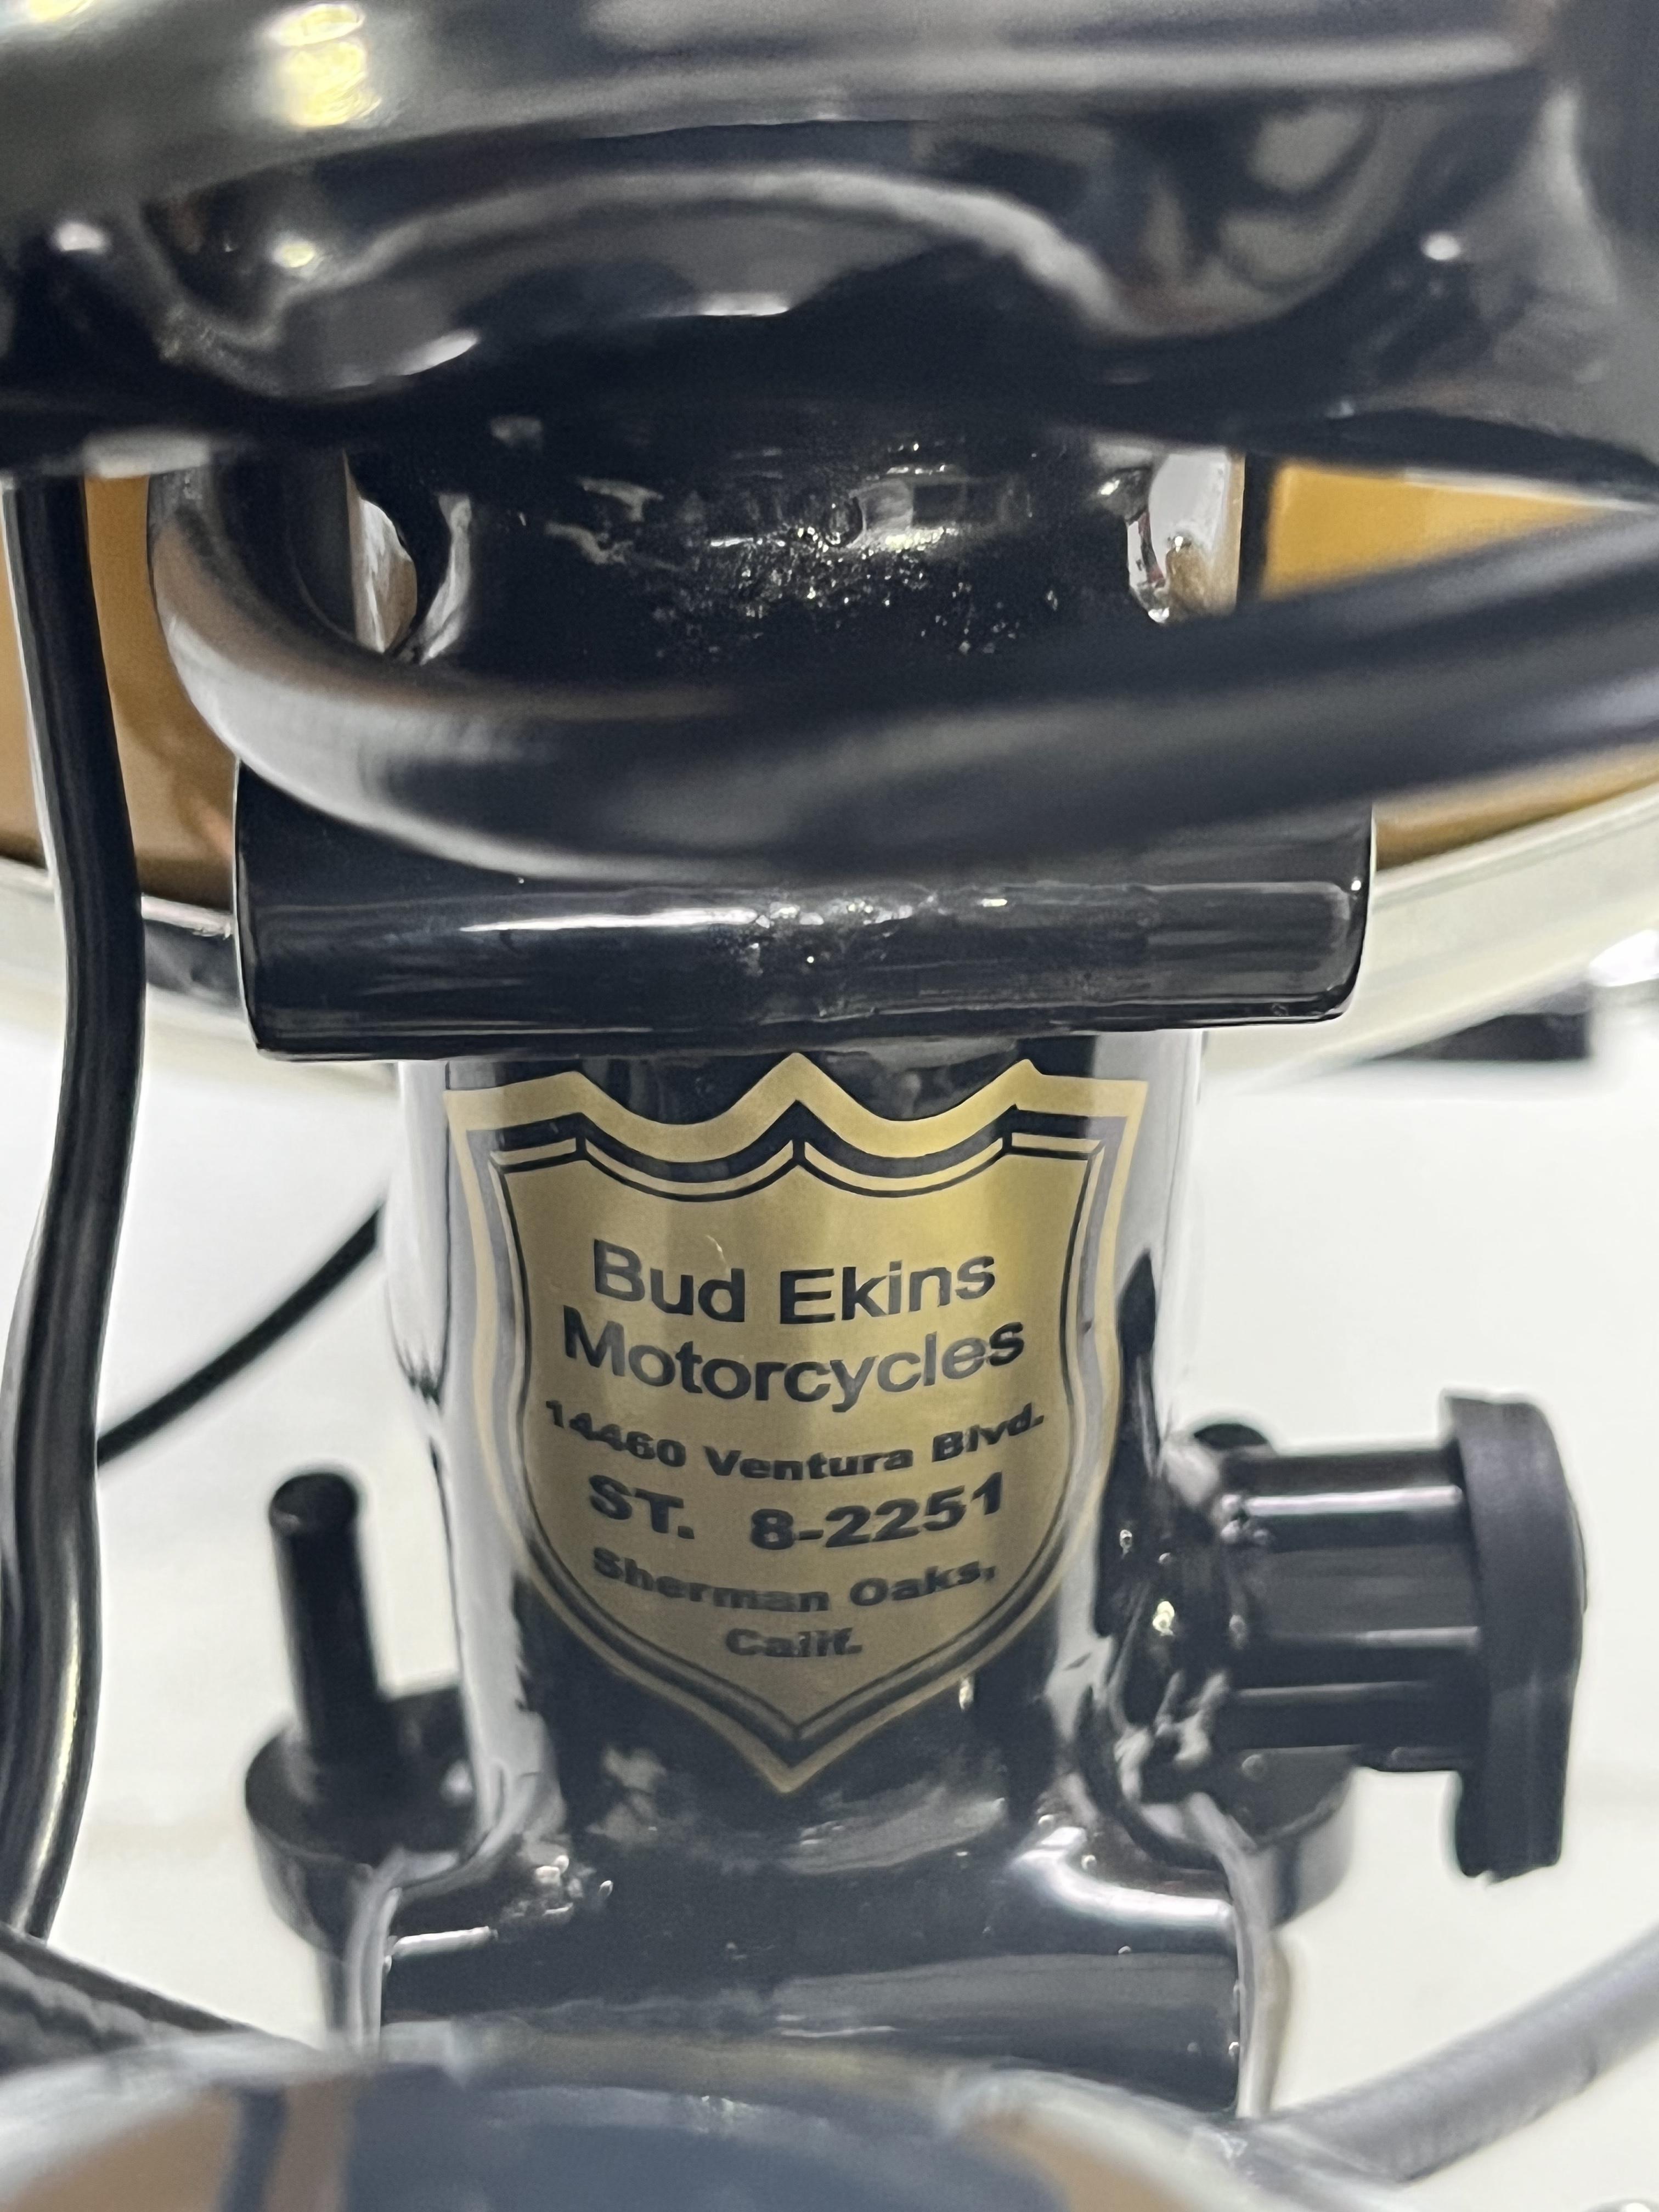 Bud Ekins
Motorcycles
14460 Ventura Blvd.
ST. 8-2251
Sherman Oaks,
Calif.